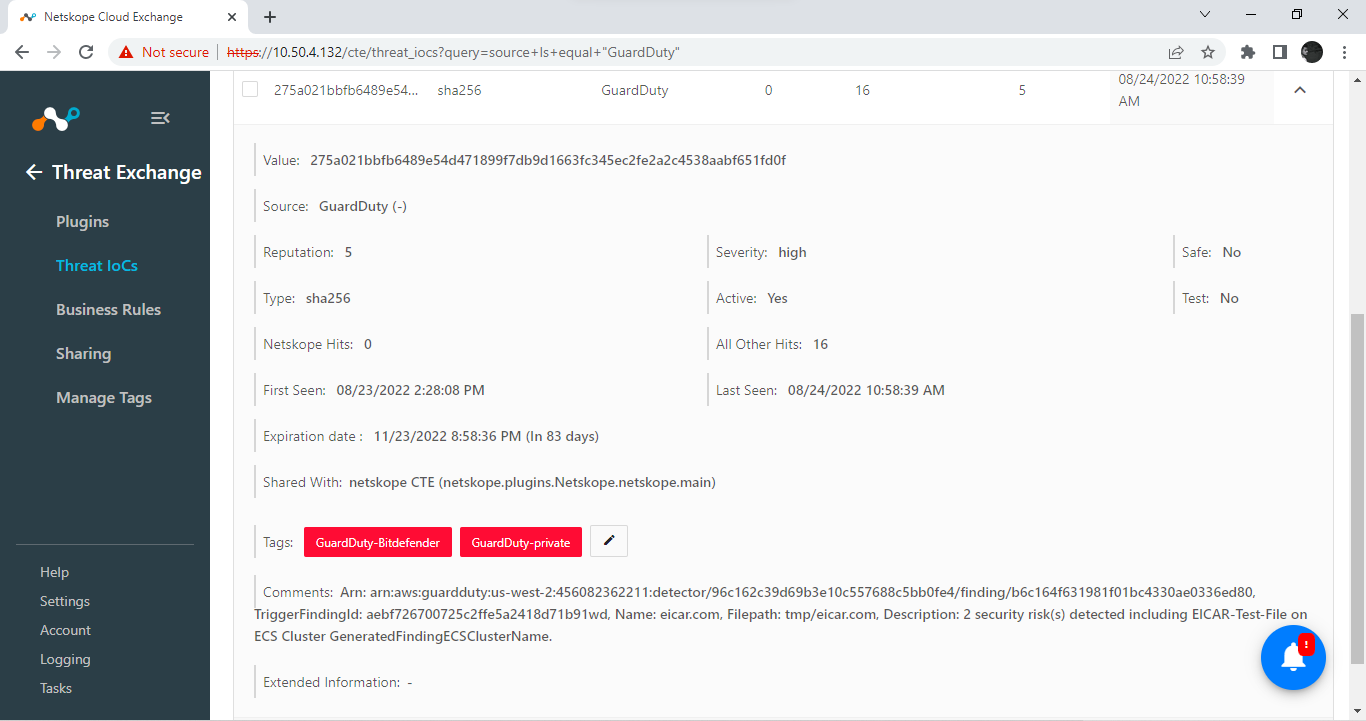 Netskope Cloud Exchange
Not secure https://10.50.4.132/cte/threat_iocs?query=source+Is+equal+"GuardDuty"
Threat Exchange
Plugins
Threat IoCs
Business Rules
Sharing
Manage Tags
Help
Settings
Account
Logging
Tasks
275a021bbfb6489e54... sha256 GuardDuty 0 16 5 08/24/2022 10:58:39
AM
Value: 275a021bbfb6489e54d471899f7db9d1663fc345ec2fe2a2c4538aabf651fd0f
Source: GuardDuty (-)
Reputation: 5 Severity: high Safe: No
Type: sha256 Active: Yes Test: No
Netskope Hits: 0 All Other Hits: 16
First Seen: 08/23/2022 2:28:08 PM Last Seen: 08/24/2022 10:58:39 AM
Expiration date : 11/23/2022 8:58:36 PM (In 83 days)
Shared With: netskope CTE (netskope.plugins.Netskope.netskope.main)
Tags: GuardDuty-Bitdefender GuardDuty-private
Comments: Arn: arn:aws:guardduty:us-west-2:456082362211:detector/96c162c39d69b3e10c557688c5bb0fe4/finding/b6c164f631981f01bc4330ae0336ed80,
TriggerFindingId: aebf726700725c2ffe5a2418d71b91wd, Name: eicar.com, Filepath: tmp/eicar.com, Description: 2 security risk(s) detected including EICAR-Test-File on
ECS Cluster GeneratedFindingECSClusterName.
Extended Information: -